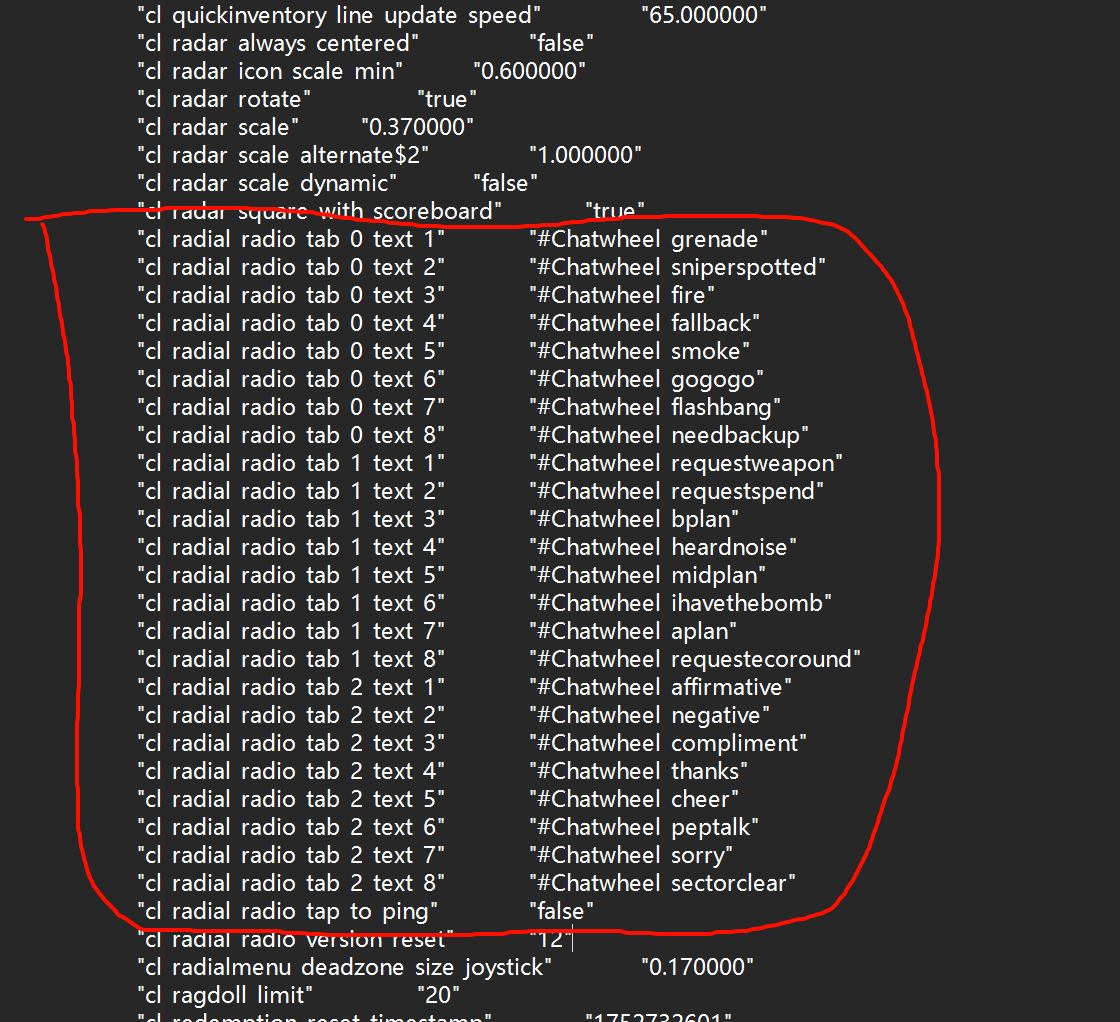 "cl quickinventory line update speed" "65.000000"
"cl radar always centered" "false"
"cl radar icon scale min" "0.600000"
"cl radar rotate" "true"
"cl radar scale" "0.370000"
"cl radar scale alternate$2" "1.000000"
"cl radar scale dynamic" "false"
"cl radar square with scoreboard" "true"
"cl radial radio tab 0 text 1" "#Chatwheel grenade"
"cl radial radio tab 0 text 2" "#Chatwheel sniperspotted"
"cl radial radio tab 0 text 3" "#Chatwheel fire"
"cl radial radio tab 0 text 4" "#Chatwheel fallback"
"cl radial radio tab 0 text 5" "#Chatwheel smoke"
"cl radial radio tab 0 text 6" "#Chatwheel gogogo"
"cl radial radio tab 0 text 7" "#Chatwheel flashbang"
"cl radial radio tab 0 text 8" "#Chatwheel needbackup"
"cl radial radio tab 1 text 1" "#Chatwheel requestweapon"
"cl radial radio tab 1 text 2" "#Chatwheel requestspend"
"cl radial radio tab 1 text 3" "#Chatwheel bplan"
"cl radial radio tab 1 text 4" "#Chatwheel heardnoise"
"cl radial radio tab 1 text 5" "#Chatwheel midplan"
"cl radial radio tab 1 text 6" "#Chatwheel ihavethebomb"
"cl radial radio tab 1 text 7" "#Chatwheel aplan"
"cl radial radio tab 1 text 8" "#Chatwheel requestecoround"
"cl radial radio tab 2 text 1" "#Chatwheel affirmative"
"cl radial radio tab 2 text 2" "#Chatwheel negative"
"cl radial radio tab 2 text 3" "#Chatwheel compliment"
"cl radial radio tab 2 text 4" "#Chatwheel thanks"
"cl radial radio tab 2 text 5" "#Chatwheel cheer"
"cl radial radio tab 2 text 6" "#Chatwheel peptalk"
"cl radial radio tab 2 text 7" "#Chatwheel sorry"
"cl radial radio tab 2 text 8" "#Chatwheel sectorclear"
"cl radial radio tap to ping" "false"
"cl radial radio version reset" "12"
"cl radialmenu deadzone size joystick" "0.170000"
"cl ragdoll limit" "20"
"cl redemption reset timestamp" "1752732601"